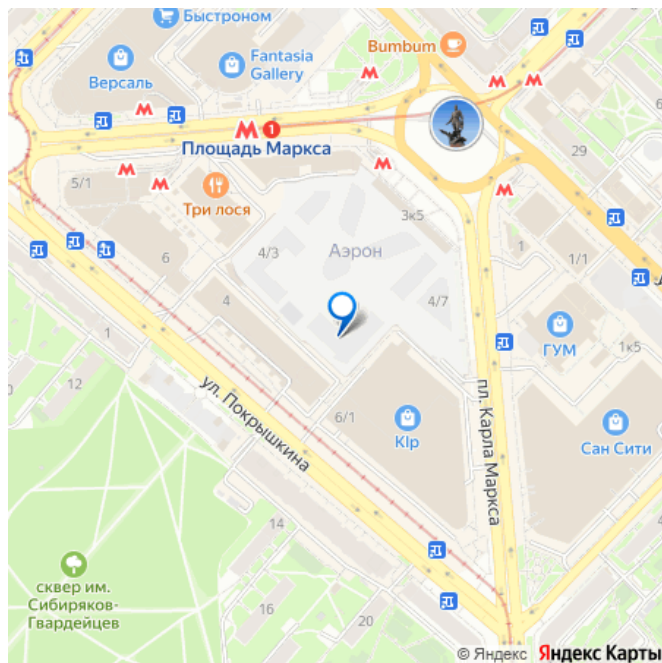 Быстроном
Bumbum
Fantasia
Gallery
Версаль
М
М
М
М
М
1
Площадь Маркса
29
М
М
М
М
5/1
Три лося
3к5
6
4/3
Аэрон
1
1/1
4
4/7
ГУМ
1к5
1
12
ул. Покрышкина
6/1
KIp
пл. Карла Маркса
Сан Сити
14
сквер им.
Сибиряков-
Гвардейцев
16
20
© Яндекс Яндекс Карты